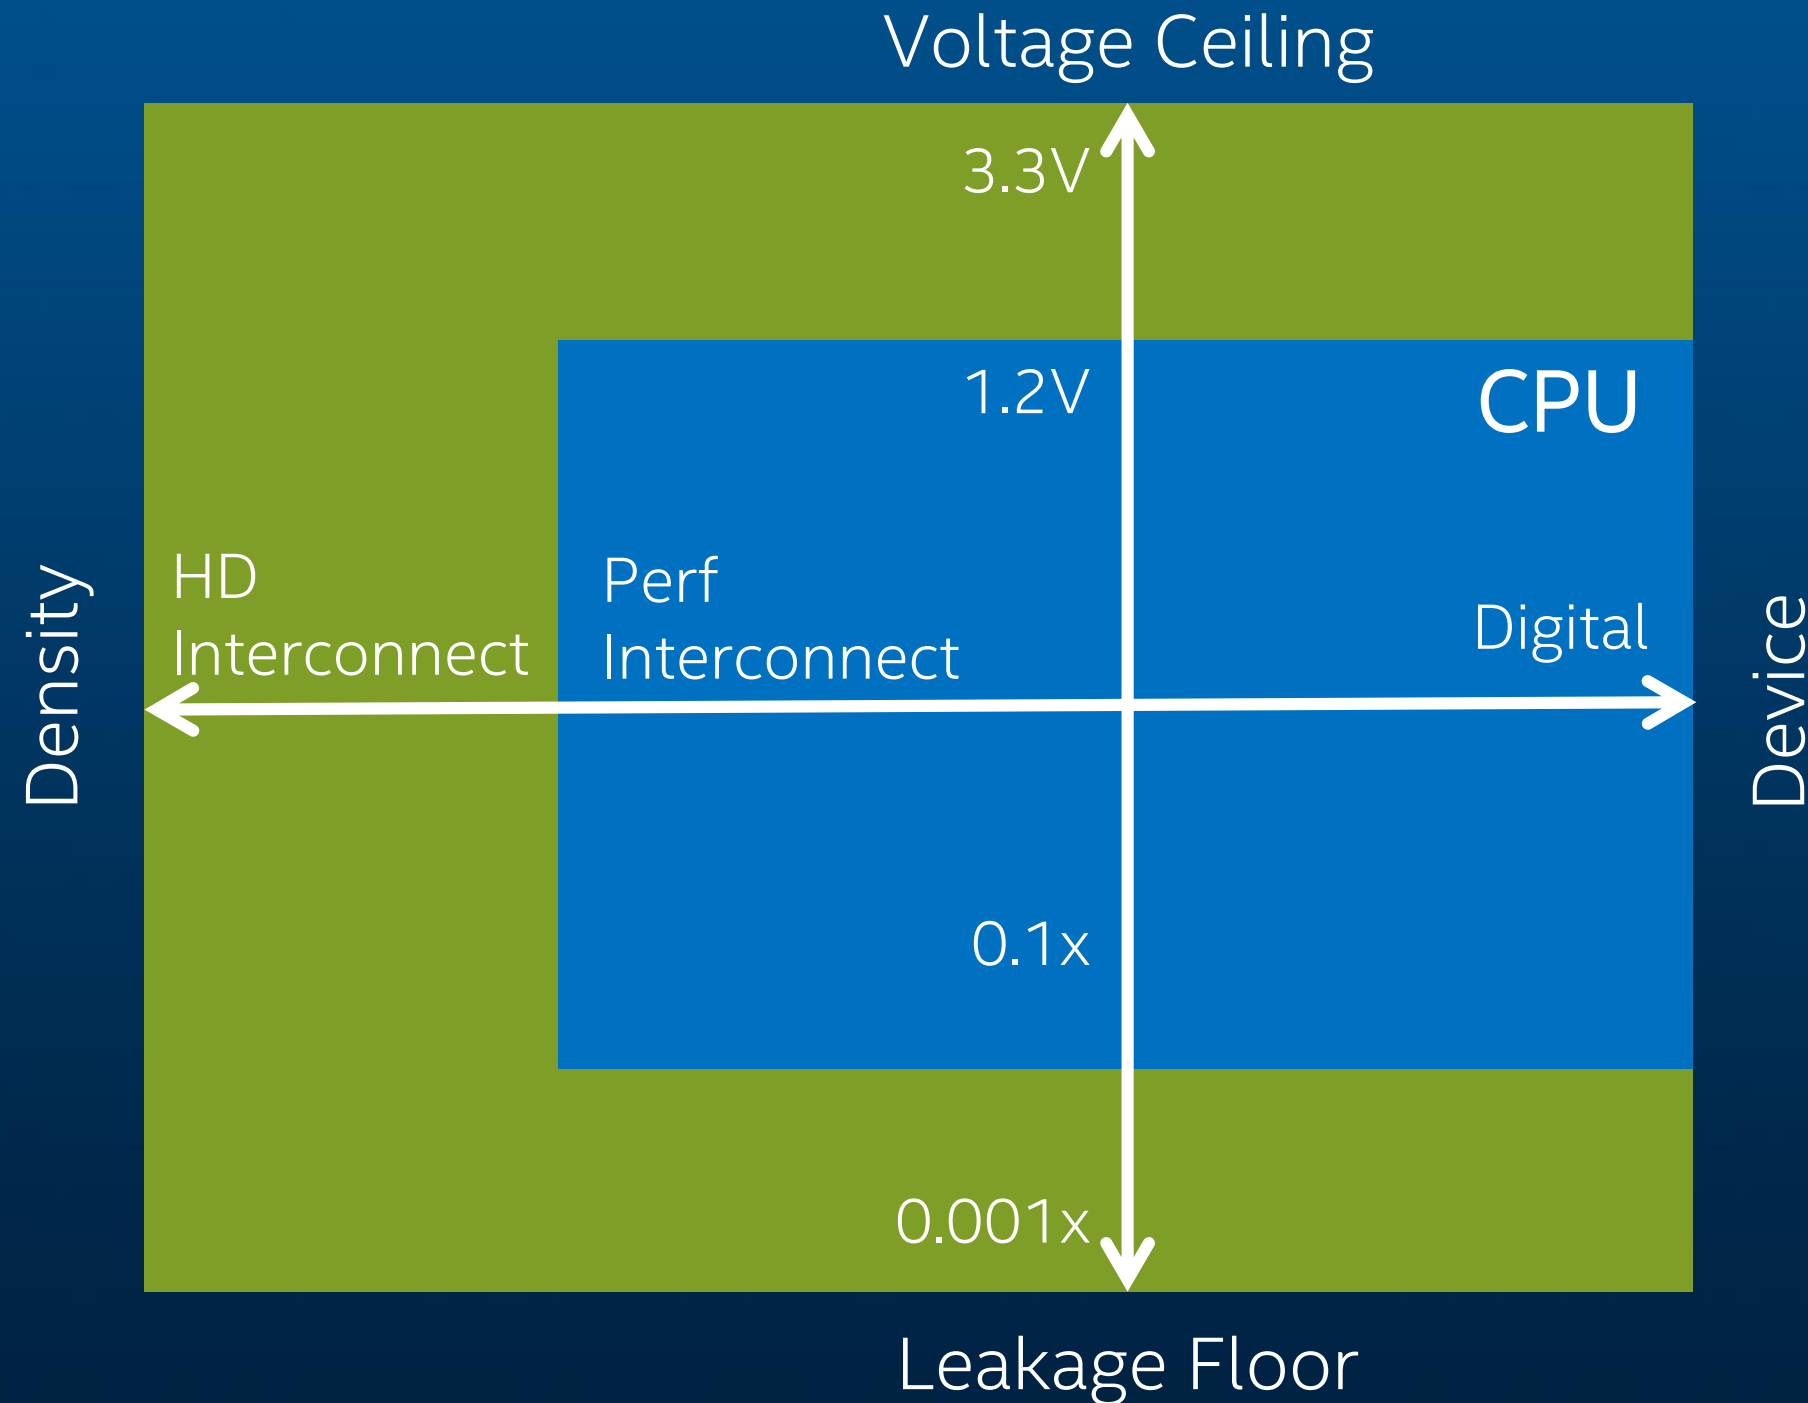 Voltage Ceiling
3.3V
1.2V
CPU
HD
Interconnect
Perf
Interconnect
Digital
Density
Device
0.1x
0.001x
Leakage Floor